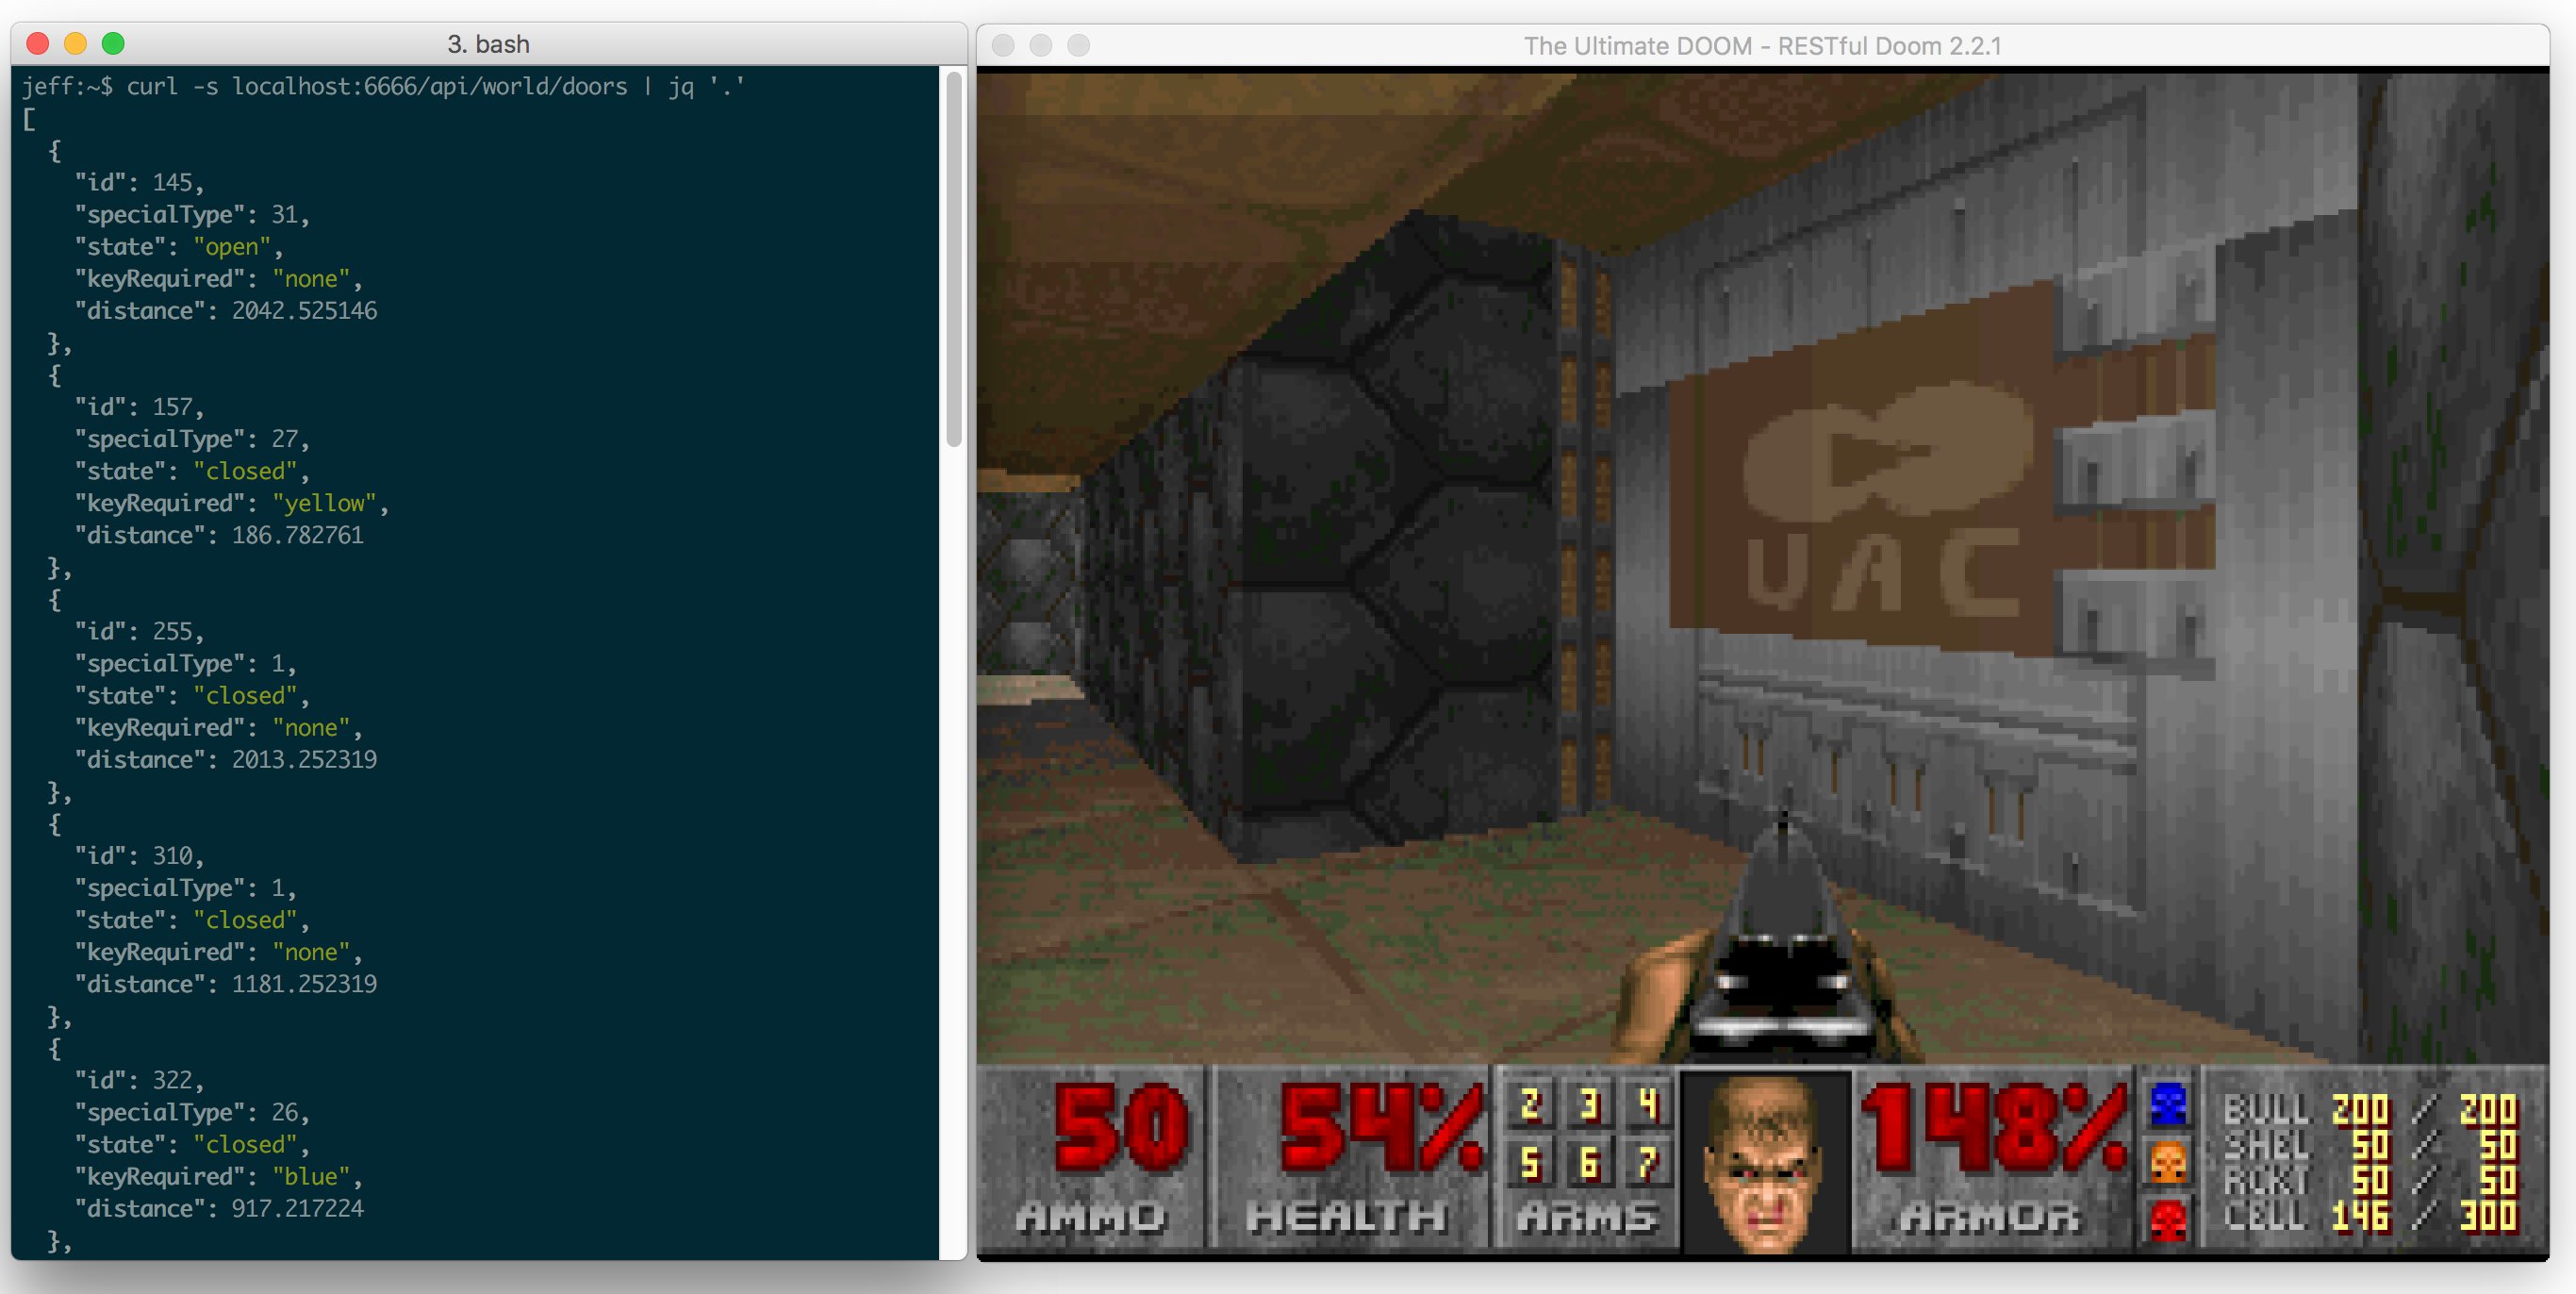 3. bash
jeff:~$ curl -s localhost:6666/api/world/doors | jq '.'
[
  {
    "id": 145,
    "specialType": 31,
    "state": "open",
    "keyRequired": "none",
    "distance": 2042.525146
  },
  {
    "id": 157,
    "specialType": 27,
    "state": "closed",
    "keyRequired": "yellow",
    "distance": 186.782761
  },
  {
    "id": 255,
    "specialType": 1,
    "state": "closed",
    "keyRequired": "none",
    "distance": 2013.252319
  },
  {
    "id": 310,
    "specialType": 1,
    "state": "closed",
    "keyRequired": "none",
    "distance": 1181.252319
  },
  {
    "id": 322,
    "specialType": 26,
    "state": "closed",
    "keyRequired": "blue",
    "distance": 917.217224
  },
The Ultimate DOOM - RESTful Doom 2.2.1
UAC
50
AMMO
54%
HEALTH
2 3 4
5 6 7
ARMS
148%
ARMOR
BULL 200 / 200
SHEL 50 / 50
RCKT 50 / 50
CELL 146 / 300